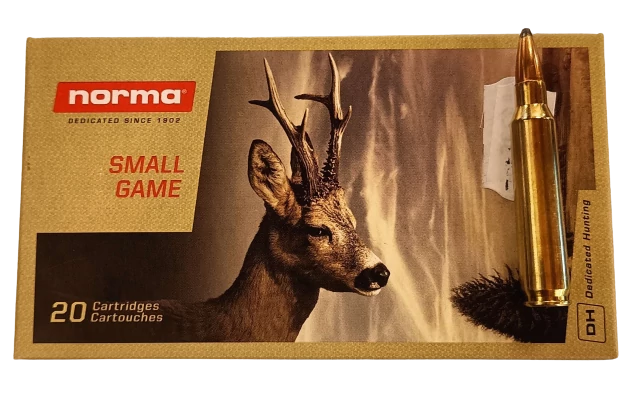 norma
DEDICATED SINCE 1902
SMALL
GAME
20 Cartridges
Cartouches
DH Dedicated Hunting